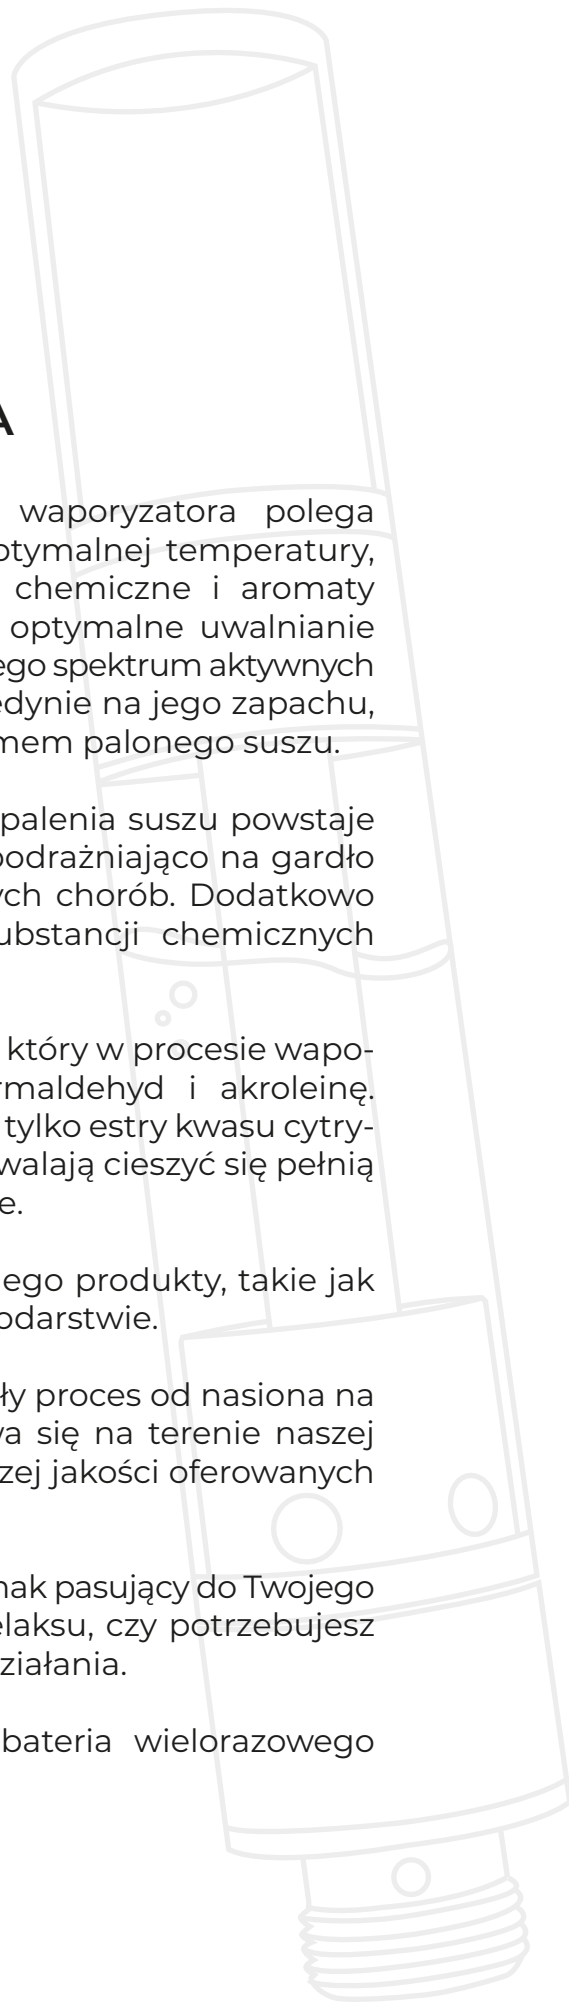 A
waporyzatora polega
optymalnej temperatury,
chemiczne i aromaty
optymalne uwalnianie
ego spektrum aktywnych
edynie na jego zapachu,
mem palonego suszu.
palenia suszu powstaje
podrażniająco na gardło
ych chorób. Dodatkowo
ubstancji chemicznych
który w procesie wapo-
rmaldehyd i akroleinę.
tylko estry kwasu cytry-
walają cieszyć się pełnią
e.
ego produkty, takie jak
odarstwie.
ły proces od nasiona na
va się na terenie naszej
zej jakości oferowanych
nak pasujący do Twojego
elaksu, czy potrzebujesz
ziałania.
bateria wielorazowego